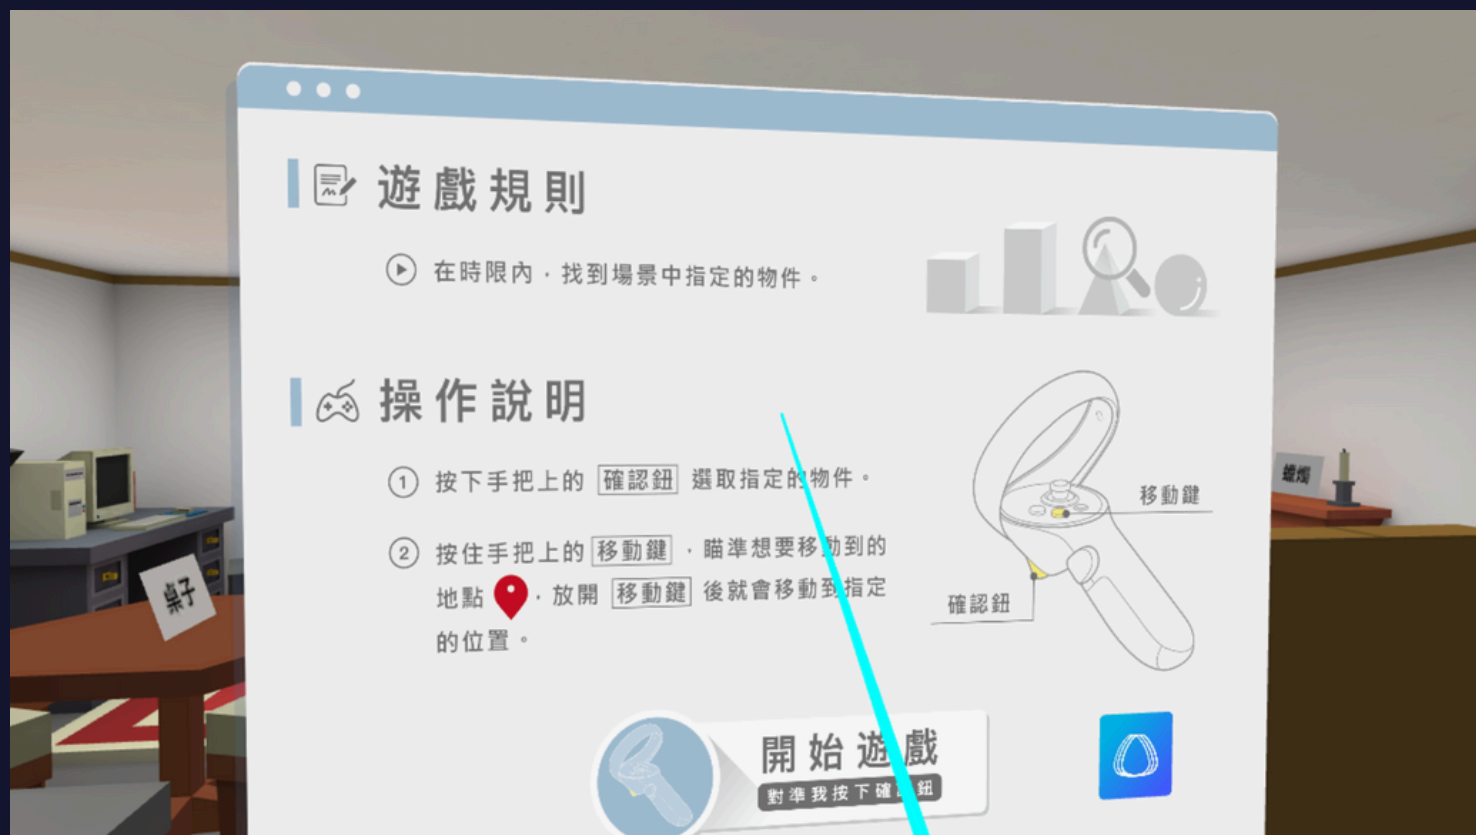 遊戲規則
在時限內，找到場景中指定的物件。
操作說明
1 按下手把上的 確認鈕 選取指定的物件。
2 按住手把上的 移動鍵 ，瞄準想要移動到的
地點 ，放開 移動鍵 後就會移動到指定
的位置。
移動鍵
確認鈕
開始遊戲
對準我按下確認鈕
桌子
蠟燭